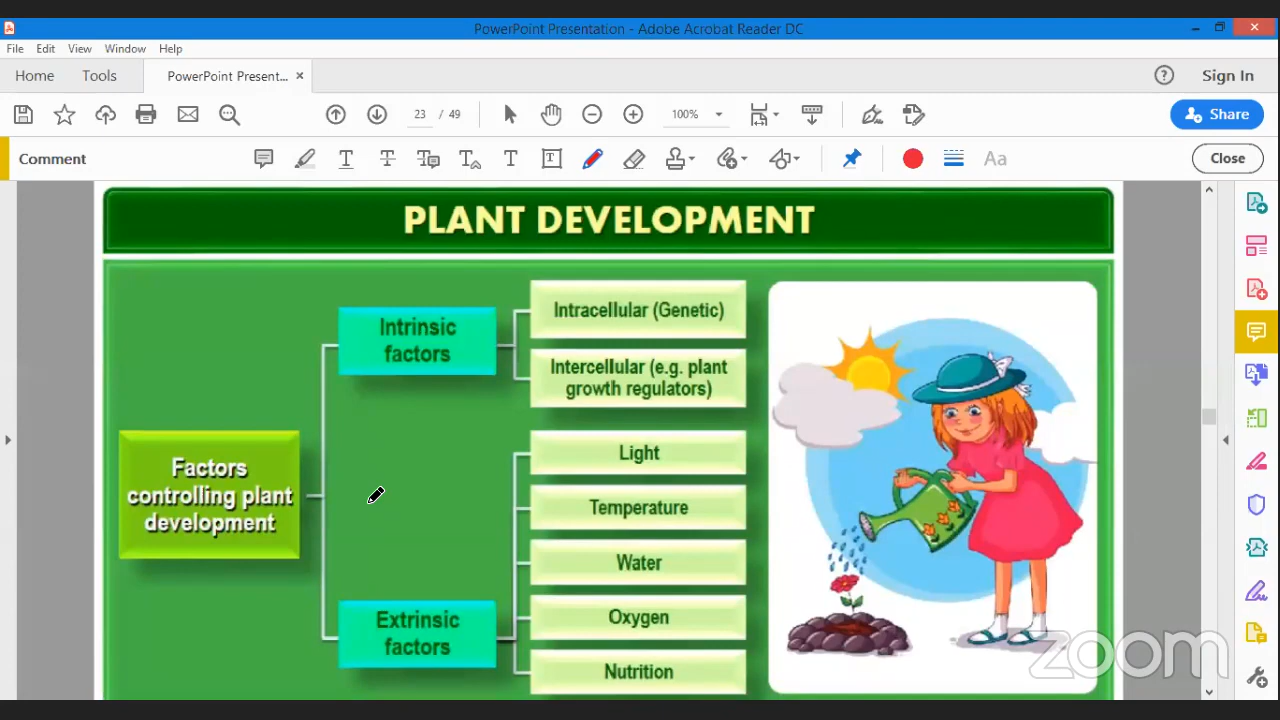 PowerPoint Presentation - Adobe Acrobat Reader DC
File Edit View Window Help
Home Tools PowerPoint Present... Sign In
23 / 49 100% Share
Comment Aa Close
PLANT DEVELOPMENT
Factors
controlling plant
development
Intrinsic
factors
Intracellular (Genetic)
Intercellular (e.g. plant
growth regulators)
Extrinsic
factors
Light
Temperature
Water
Oxygen
Nutrition
zoom